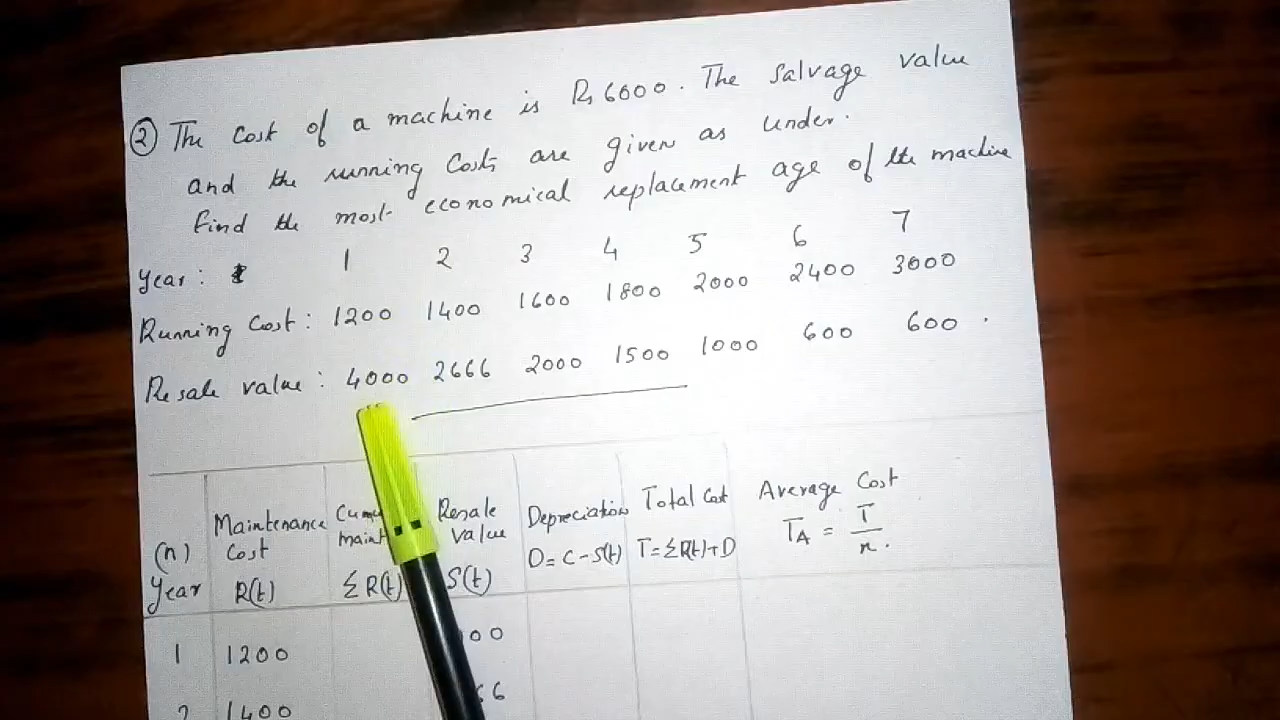 ② The Cost of a machine is Rs 6000. The Salvage value
and the running Costs are given as under.
Find the most economical replacement age of the machine
Year: 1 2 3 4 5 6 7
Running Cost: 1200 1400 1600 1800 2000 2400 3000
Resale value: 4000 2666 2000 1500 1000 600 600.
(n) Year
Maintenance Cost R(t)
ΣR(t)
Resale Value S(t)
Depreciation D = C - S(t)
Total Cost T = ΣR(t)+D
Average Cost TA = T/n.
1 1200
2 1400